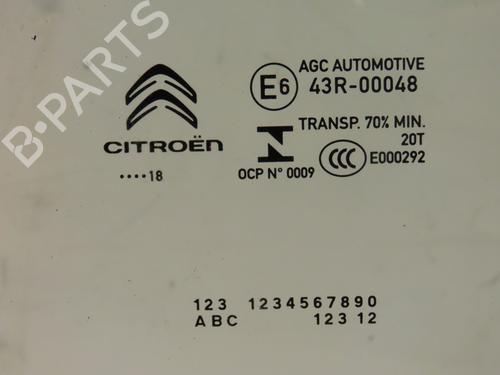 B-PARTS
CITROËN
....18
AGC AUTOMOTIVE
E6 43R-00048
TRANSP. 70% MIN.
20T
CCC E000292
OCP N° 0009
123 1234567890
ABC 123 12